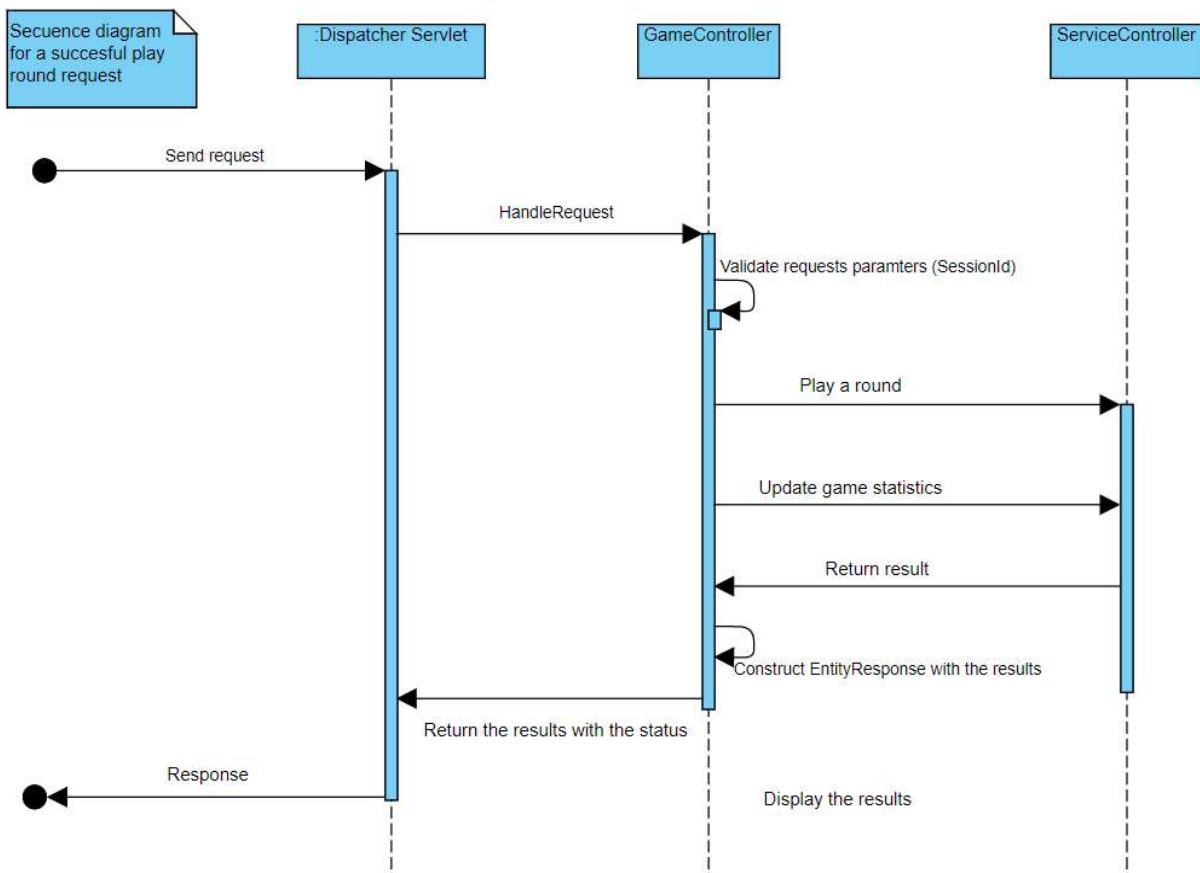 Secuence diagram
for a succesful play
round request
:Dispatcher Servlet
GameController
ServiceController
Send request
HandleRequest
Validate requests paramters (SessionId)
Play a round
Update game statistics
Return result
Construct EntityResponse with the results
Return the results with the status
Response
Display the results